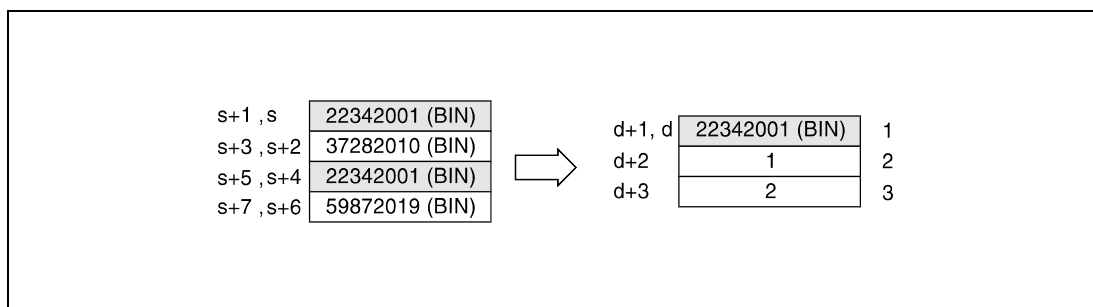 s+1 ,s 22342001 (BIN)
s+3 ,s+2 37282010 (BIN)
s+5 ,s+4 22342001 (BIN)
s+7 ,s+6 59872019 (BIN)
d+1, d 22342001 (BIN) 1
d+2 1 2
d+3 2 3